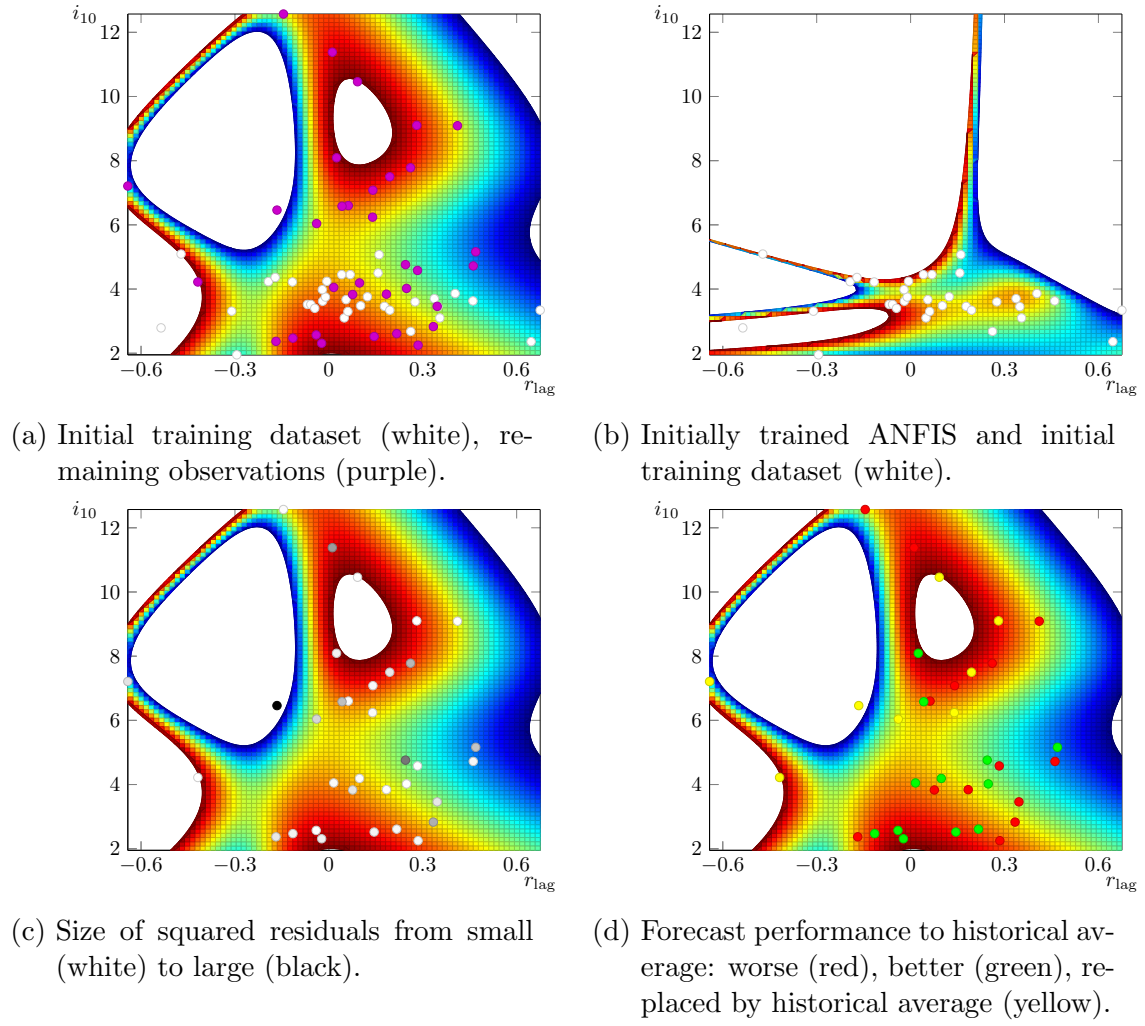 i10
12
10
8
6
4
2
−0.6
−0.3
0
0.3
0.6
rlag
(a) Initial training dataset (white), re-
maining observations (purple).
i10
12
10
8
6
4
2
−0.6
−0.3
0
0.3
0.6
rlag
(b) Initially trained ANFIS and initial
training dataset (white).
i10
12
10
8
6
4
2
−0.6
−0.3
0
0.3
0.6
rlag
(c) Size of squared residuals from small
(white) to large (black).
i10
12
10
8
6
4
2
−0.6
−0.3
0
0.3
0.6
rlag
(d) Forecast performance to historical av-
erage: worse (red), better (green), re-
placed by historical average (yellow).